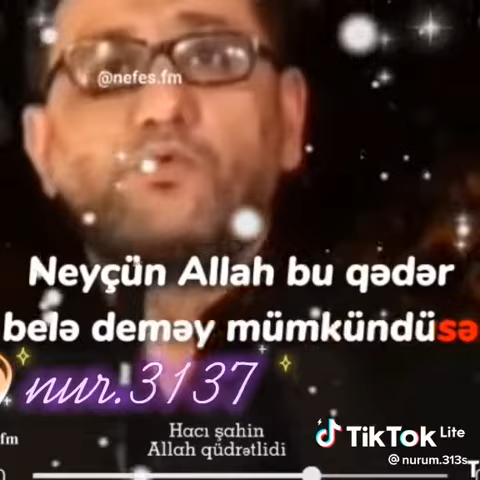 @nefes.fm
Neyçün Allah bu qədər
belə deməy mümkündüsə
nur.3137
fm
Hacı şahin
Allah qüdrətlidi
TikTok Lite
@nurum.313s